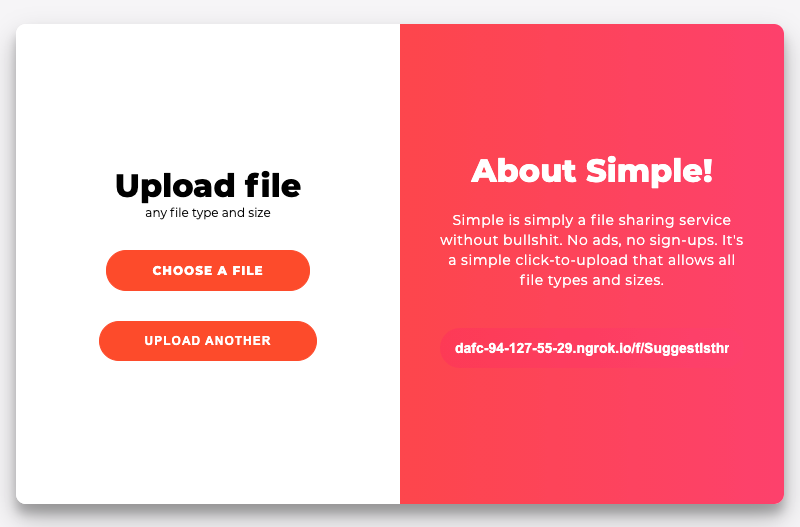 Upload file
any file type and size
CHOOSE A FILE
UPLOAD ANOTHER
About Simple!
Simple is simply a file sharing service
without bullshit. No ads, no sign-ups. It's
a simple click-to-upload that allows all
file types and sizes.
dafc-94-127-55-29.ngrok.io/f/SuggestIsthr